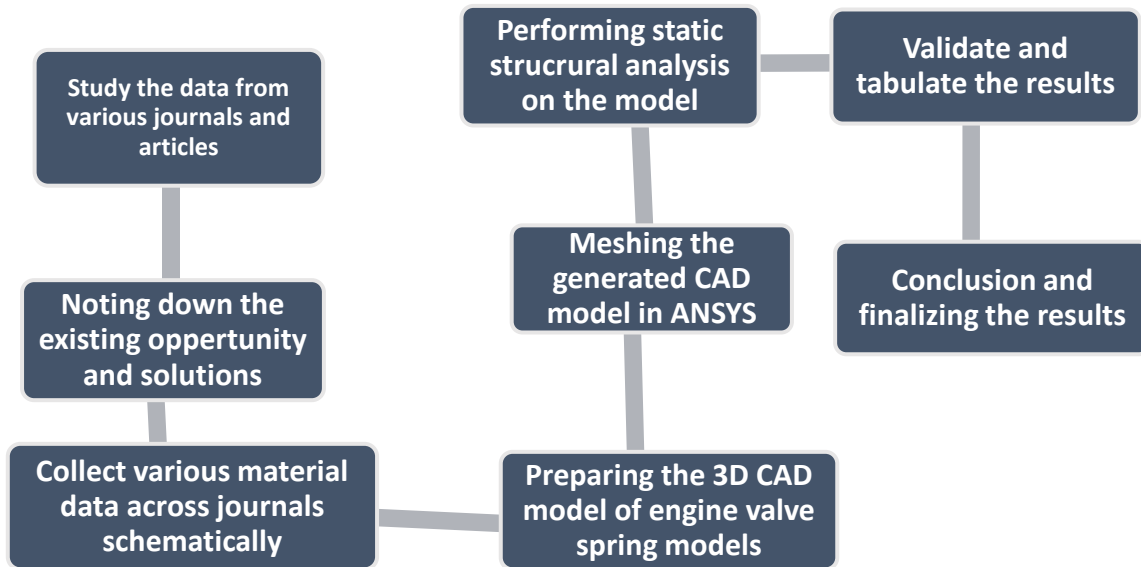 Study the data from
various journals and
articles
Noting down the
existing oppertunity
and solutions
Collect various material
data across journals
schematically
Preparing the 3D CAD
model of engine valve
spring models
Meshing the
generated CAD
model in ANSYS
Performing static
strucrural analysis
on the model
Validate and
tabulate the results
Conclusion and
finalizing the results